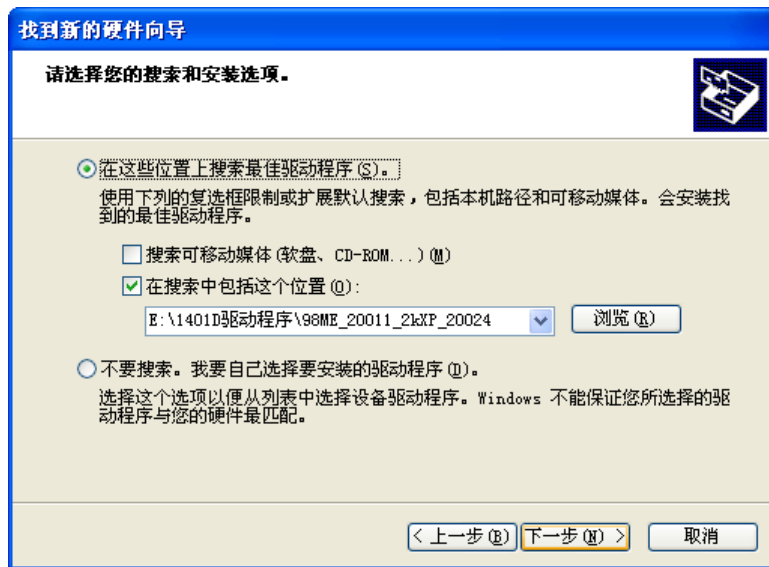 找到新的硬件向导
请选择您的搜索和安装选项。
在这些位置上搜索最佳驱动程序(S)。
使用下列的复选框限制或扩展默认搜索，包括本机路径和可移动媒体。会安装找
到的最佳驱动程序。
搜索可移动媒体(软盘、CD-ROM...)(M)
在搜索中包括这个位置(O):
E:\1401D驱动程序\98ME_20011_2kXP_20024
浏览(R)
不要搜索。我要自己选择要安装的驱动程序(D)。
选择这个选项以便从列表中选择设备驱动程序。Windows 不能保证您所选择的驱
动程序与您的硬件最匹配。
< 上一步(B) 下一步(N) > 取消